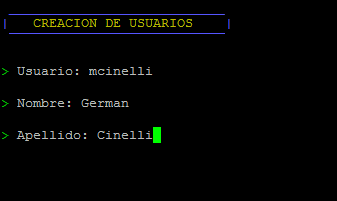 CREACION DE USUARIOS
> Usuario: mcinelli
> Nombre: German
> Apellido: Cinelli